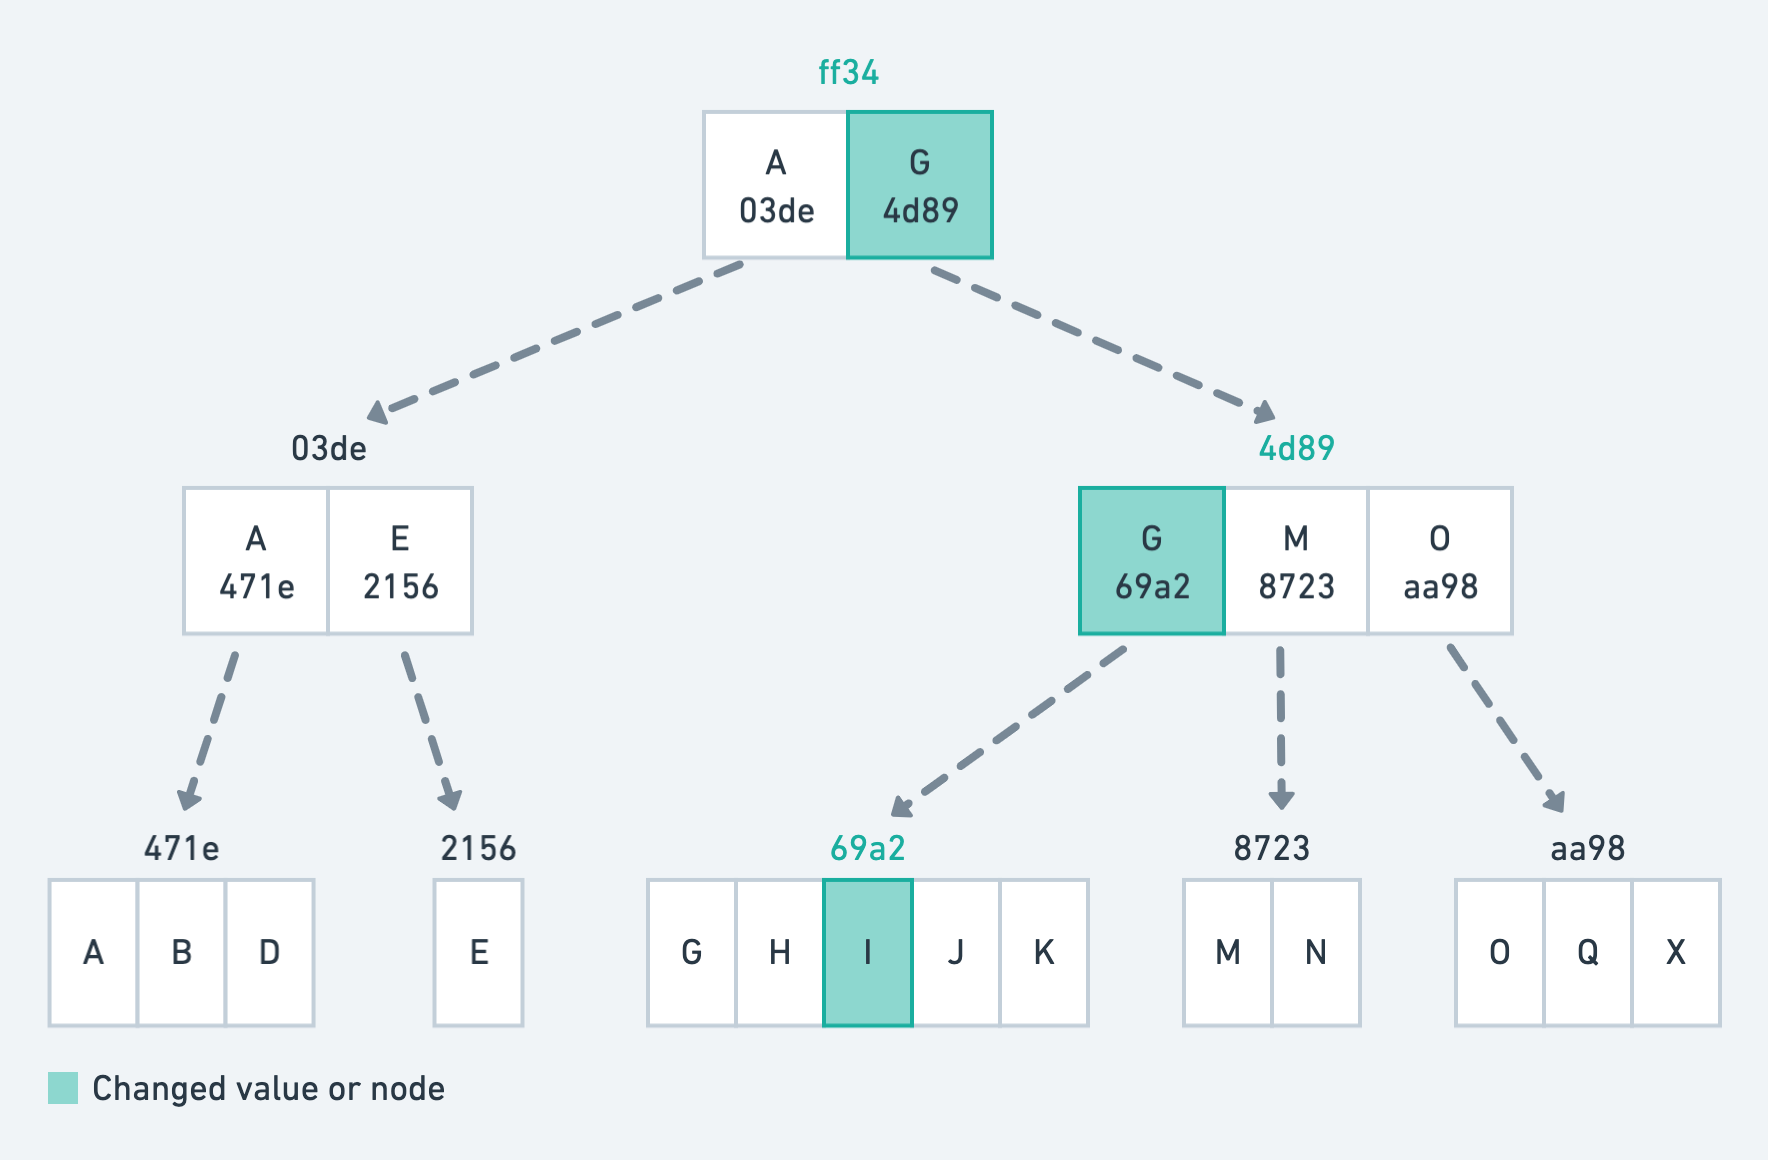 ff34
A G
03de 4d89
03de 4d89
A E G M O
471e 2156 69a2 8723 aa98
471e 2156 69a2 8723 aa98
A B D E G H I J K M N O Q X
Changed value or node